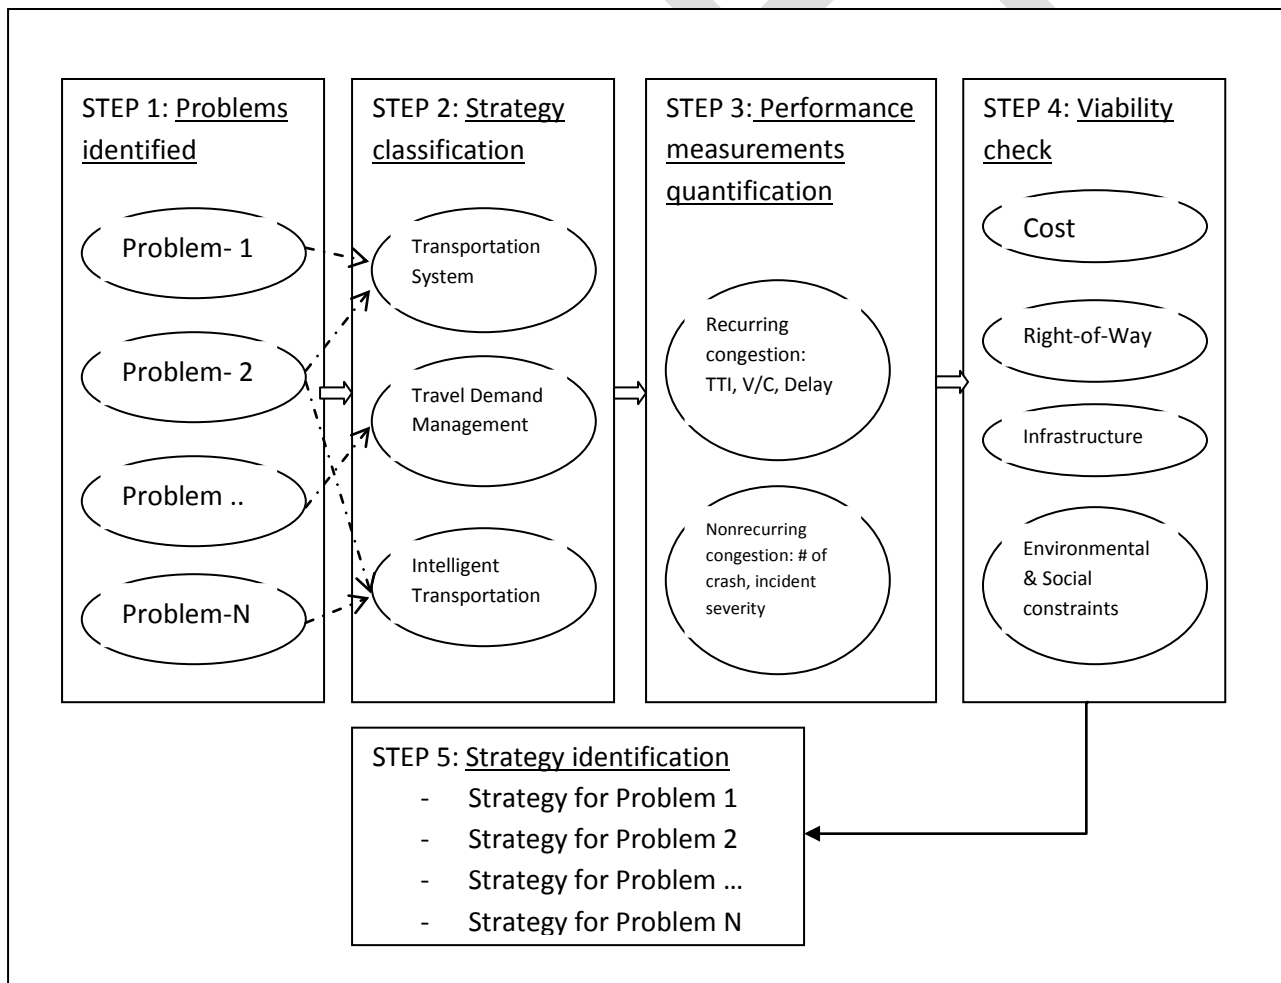 STEP 1: Problems
identified
Problem- 1
Problem- 2
Problem ..
Problem-N
STEP 2: Strategy
classification
Transportation
System
Travel Demand
Management
Intelligent
Transportation
STEP 3: Performance
measurements
quantification
Recurring
congestion:
TTI, V/C, Delay
Nonrecurring
congestion: # of
crash, incident
severity
STEP 4: Viability
check
Cost
Right-of-Way
Infrastructure
Environmental
& Social
constraints
STEP 5: Strategy identification
- Strategy for Problem 1
- Strategy for Problem 2
- Strategy for Problem …
- Strategy for Problem N